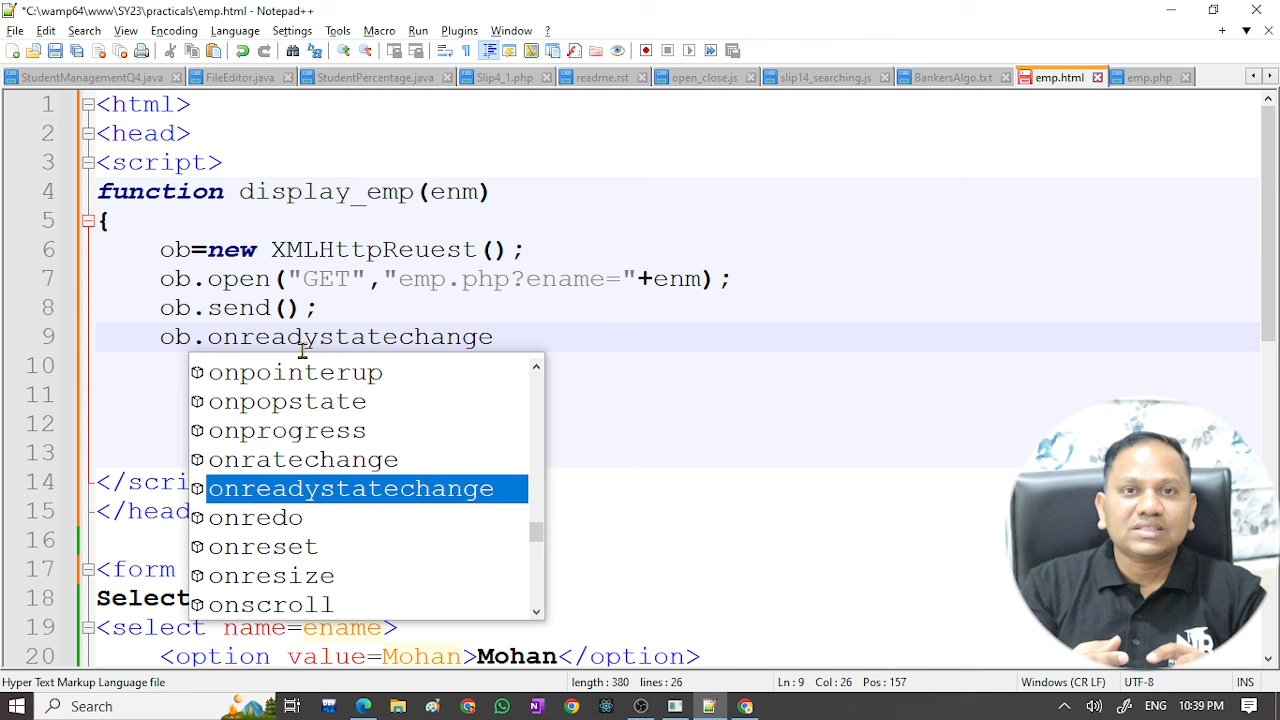 *C:\wamp64\www\SY23\practicals\emp.html - Notepad++
File Edit Search View Encoding Language Settings Tools Macro Run Plugins Window ?
StudentManagementQ4.java FileEditor.java StudentPercentage.java Slip4_1.php readme.rst open_close.js slip14_searching.js BankersAlgo.txt emp.html emp.php
1 <html>
2 <head>
3 <script>
4 function display_emp(enm)
5 {
6 ob=new XMLHttpReuest();
7 ob.open("GET","emp.php?ename="+enm);
8 ob.send();
9 ob.onreadystatechange
10 onpointerup
11 onpopstate
12 onprogress
13 onratechange
14 </scri onreadystatechange
15 </head onredo
16 onreset
17 <form onresize
18 Select onscroll
19 <select name=ename>
20 <option value=Mohan>Mohan</option>
Hyper Text Markup Language file length : 380 lines : 26 Ln : 9 Col : 26 Pos : 157 Windows (CR LF) UTF-8 INS
Search ENG 10:39 PM